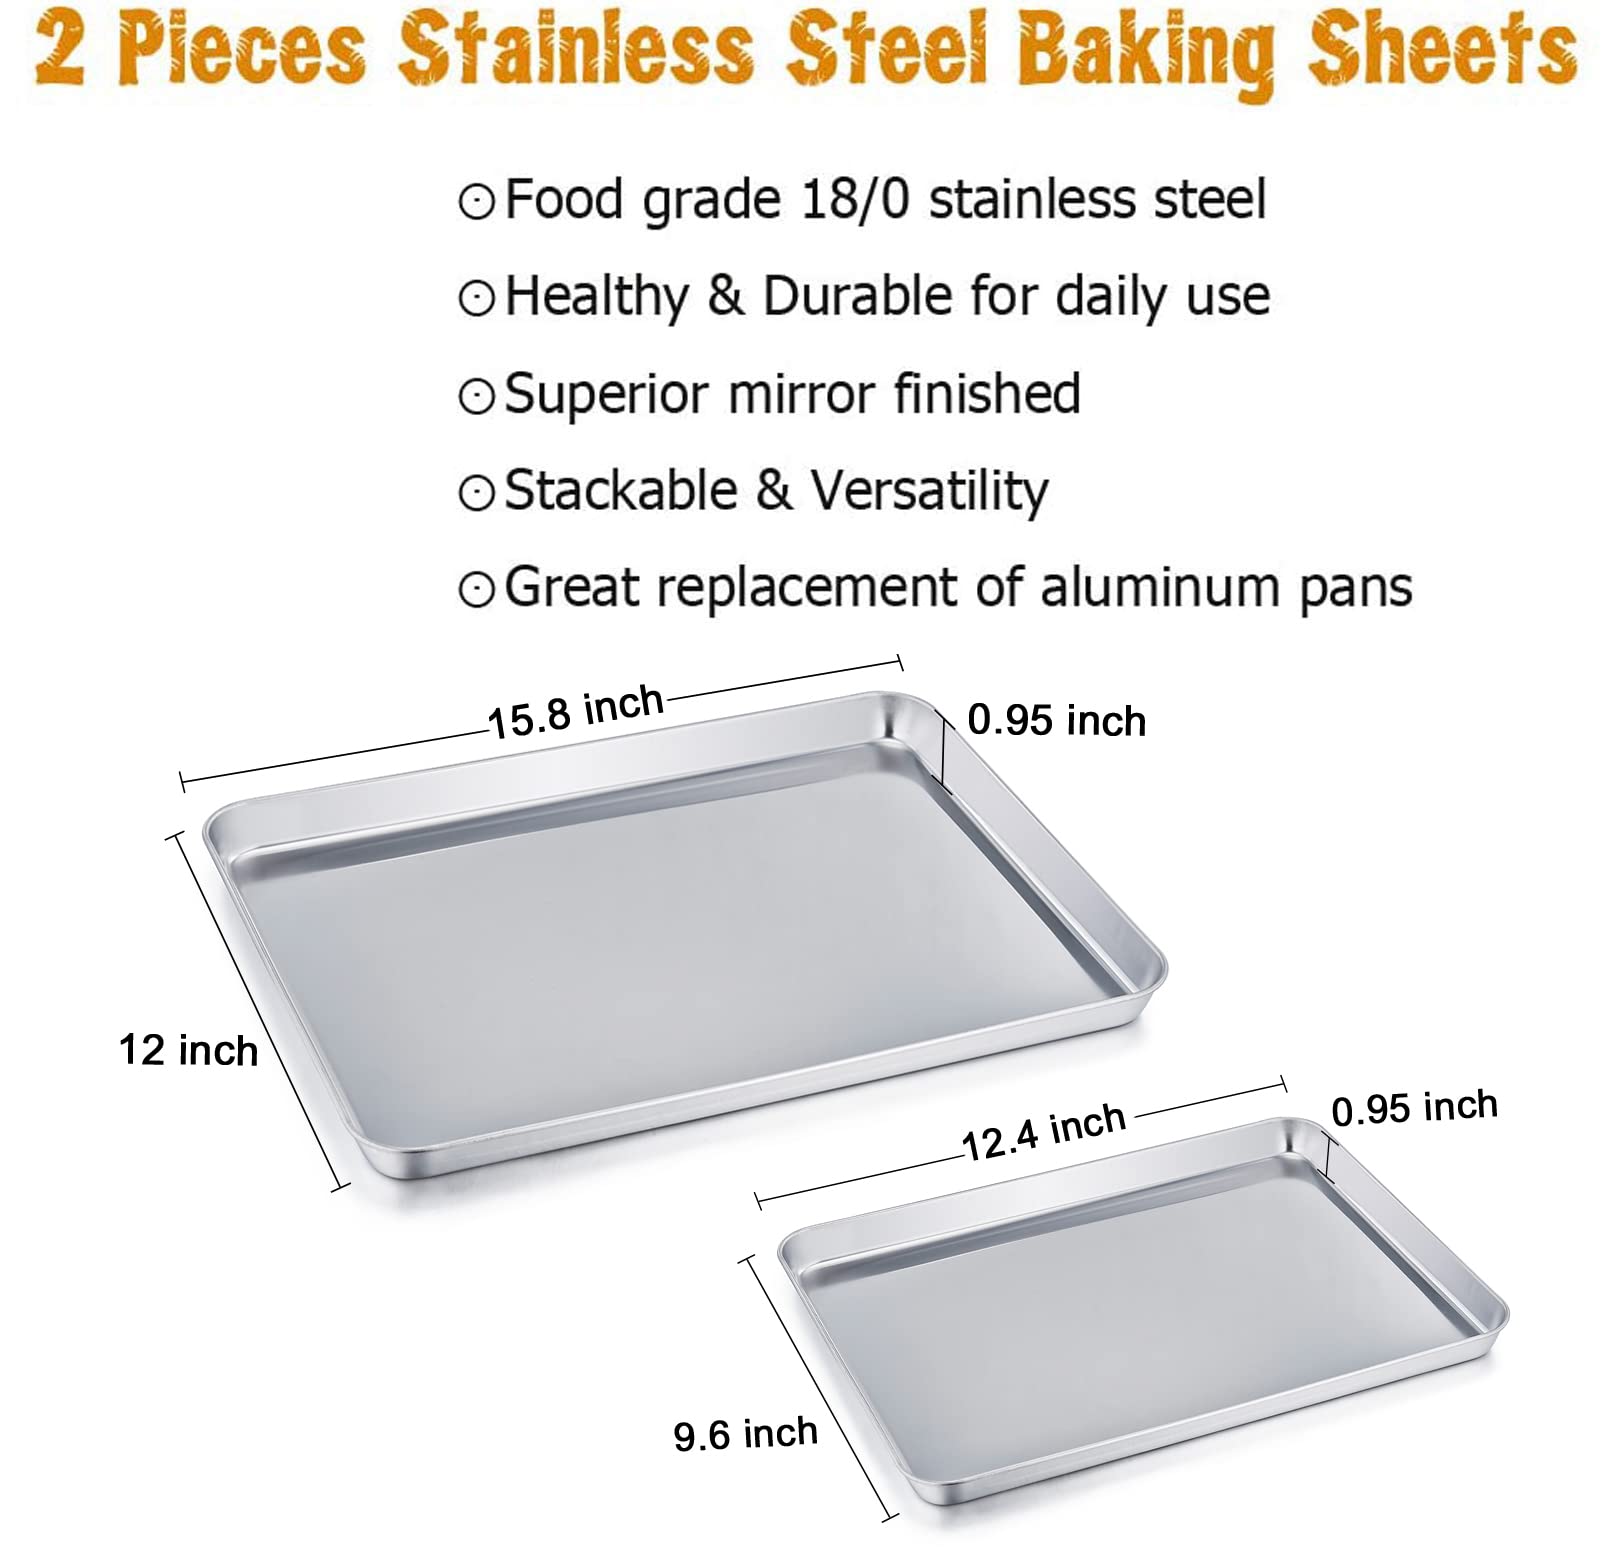 2 Pieces Stainless Steel Baking Sheets
⊙Food grade 18/0 stainless steel
⊙Healthy & Durable for daily use
⊙Superior mirror finished
⊙Stackable & Versatility
⊙Great replacement of aluminum pans
15.8 inch
0.95 inch
12 inch
12.4 inch
0.95 inch
9.6 inch